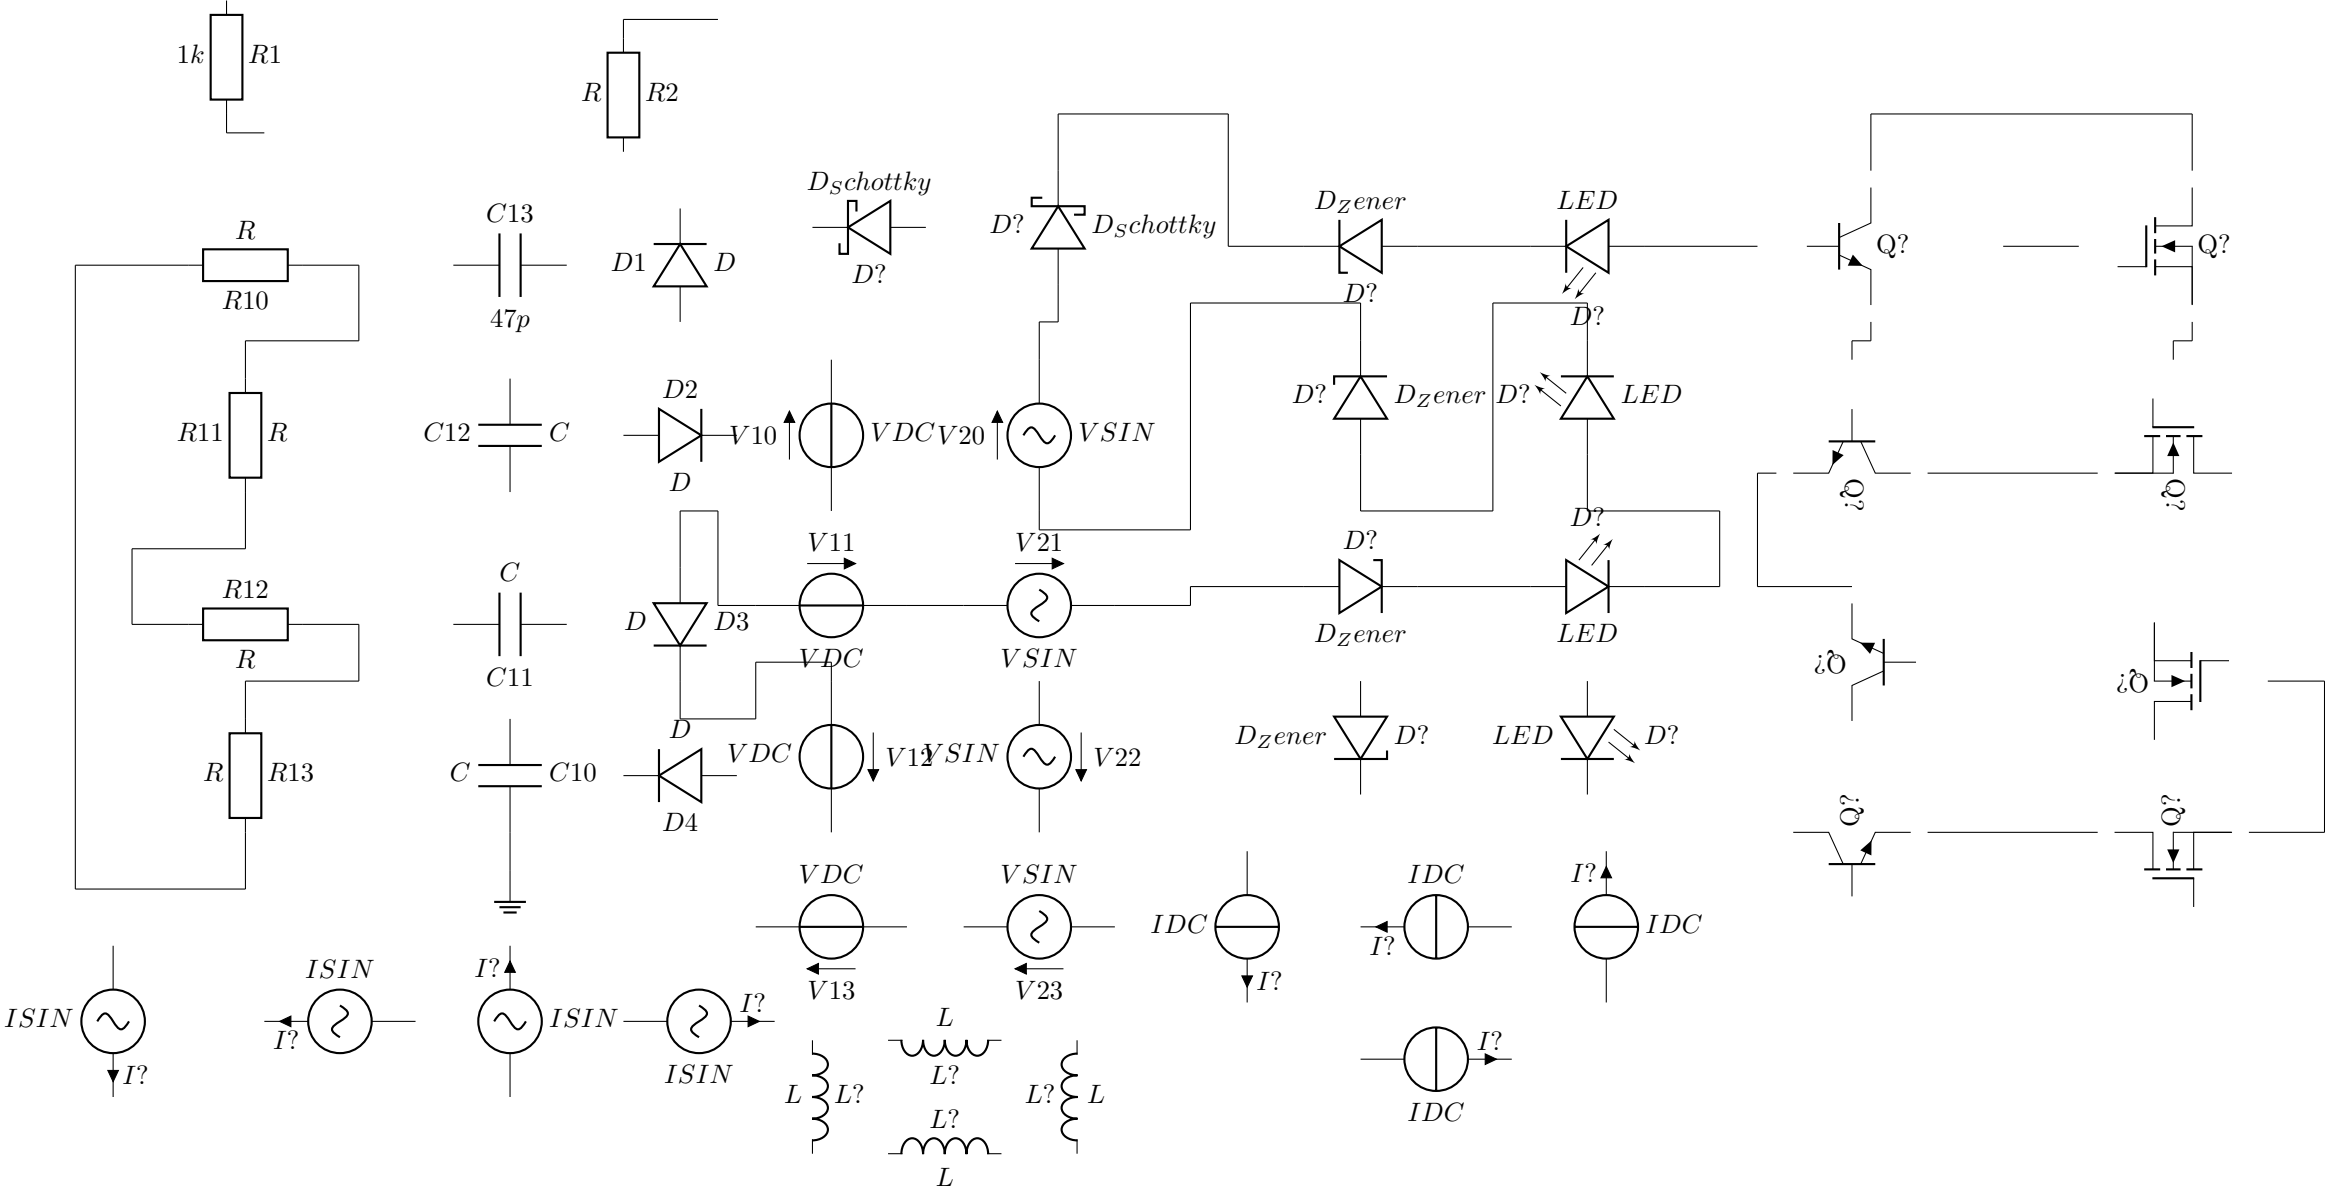 1k R1
R R2
D_Schottky
D?
D? D_Schottky
D_Zener
D?
LED
D?
Q?
Q?
R
R10
C13
47p
D1 D
R11 R
C12 C
D2
D
V10 VDC
V20 VSIN
D? D_Zener
D? LED
Q?
Q?
R12
R
C
C11
D D3
V11
VDC
V21
VSIN
D?
D_Zener
D?
LED
Q?
Q?
R R13
C C10
D
D4
VDC V12
VSIN V22
D_Zener D?
LED D?
Q?
Q?
VDC
V13
VSIN
V23
IDC I?
IDC
I?
I? IDC
ISIN I?
ISIN
I?
I? ISIN
I?
ISIN
L L?
L
L?
L?
L
L? L
I?
IDC